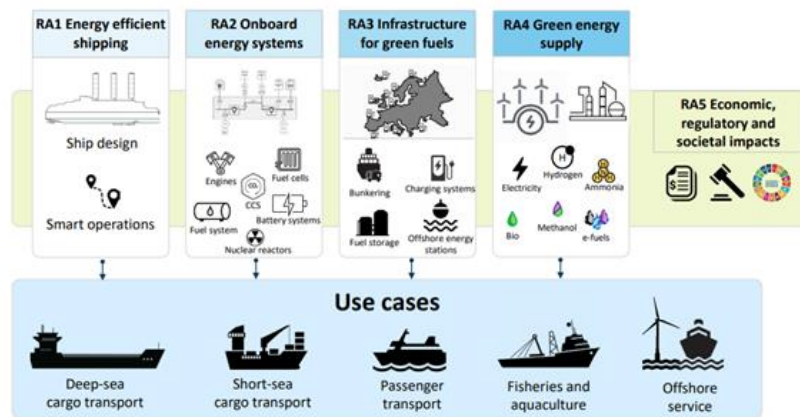 RA1 Energy efficient
shipping
Ship design
Smart operations
RA2 Onboard
energy systems
Engines
Fuel cells
CO₂
CCS
Battery systems
Fuel system
Nuclear reactors
RA3 Infrastructure
for green fuels
Bunkering
Charging systems
Fuel storage
Offshore energy
stations
RA4 Green energy
supply
Electricity
Hydrogen
H
Ammonia
Bio
Methanol
e-fuels
RA5 Economic,
regulatory and
societal impacts
$
Use cases
Deep-sea
cargo transport
Short-sea
cargo transport
Passenger
transport
Fisheries and
aquaculture
Offshore
service